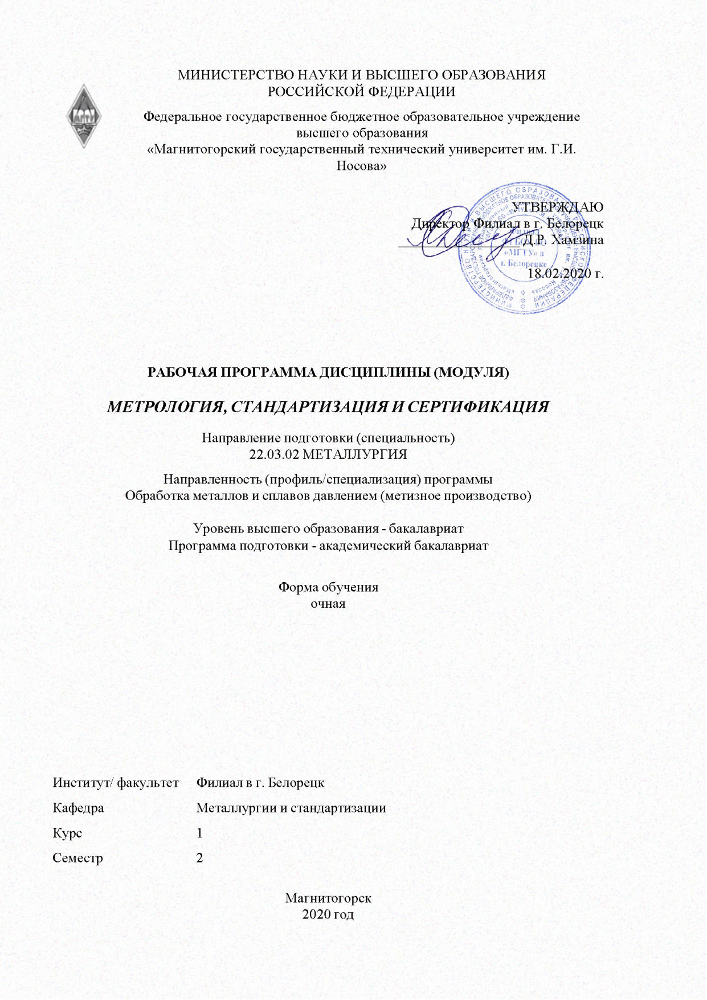 МИНИСТЕРСТВО НАУКИ И ВЫСШЕГО ОБРАЗОВАНИЯ
РОССИЙСКОЙ ФЕДЕРАЦИИ
МГТУ
Федеральное государственное бюджетное образовательное учреждение
высшего образования
«Магнитогорский государственный технический университет им. Г.И.
Носова»
УТВЕРЖДАЮ
Директор Филиал в г. Белорецк
Д.Р. Хамзина
«МГТУ» в
г. Белорецке
18.02.2020 г.
РАБОЧАЯ ПРОГРАММА ДИСЦИПЛИНЫ (МОДУЛЯ)
МЕТРОЛОГИЯ, СТАНДАРТИЗАЦИЯ И СЕРТИФИКАЦИЯ
Направление подготовки (специальность)
22.03.02 МЕТАЛЛУРГИЯ
Направленность (профиль/специализация) программы
Обработка металлов и сплавов давлением (метизное производство)
Уровень высшего образования - бакалавриат
Программа подготовки - академический бакалавриат
Форма обучения
очная
Институт/ факультет Филиал в г. Белорецк
Кафедра Металлургии и стандартизации
Курс 1
Семестр 2
Магнитогорск
2020 год